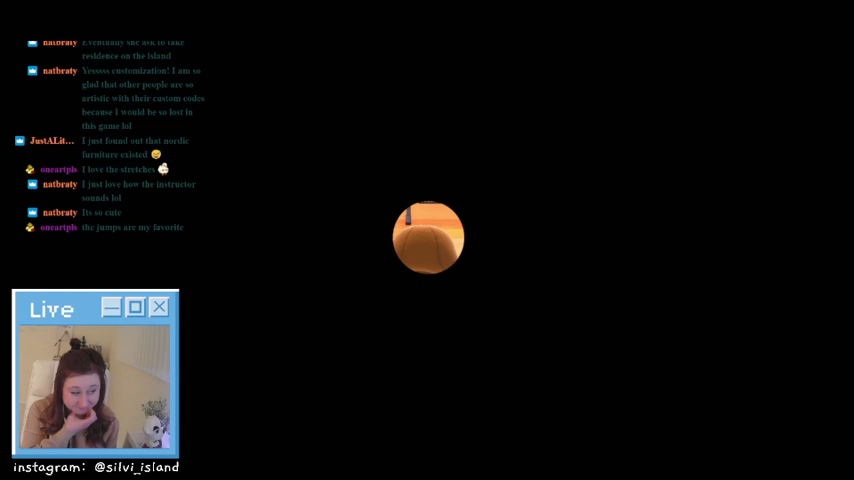 natbraty Eventually she ask to take
residence on the island
natbraty Yesssss customization! I am so
glad that other people are so
artistic with their custom codes
because I would be so lost in
this game lol
JustALit... I just found out that nordic
furniture existed
oneartpls I love the stretches
natbraty I just love how the instructor
sounds lol
natbraty Its so cute
oneartpls the jumps are my favorite
Live
instagram: @silvi_island